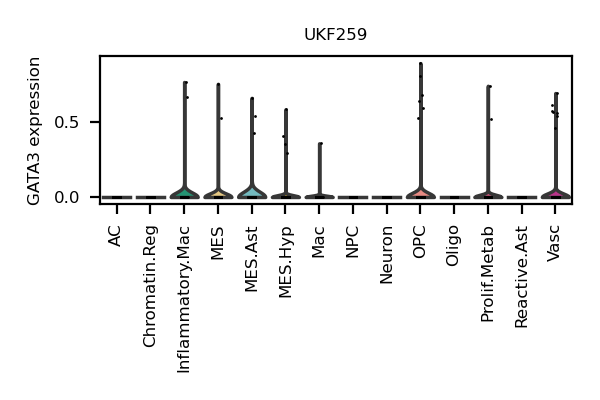 UKF259
GATA3 expression
0.5
0.0
AC
Chromatin.Reg
Inflammatory.Mac
MES
MES.Ast
MES.Hyp
Mac
NPC
Neuron
OPC
Oligo
Prolif.Metab
Reactive.Ast
Vasc